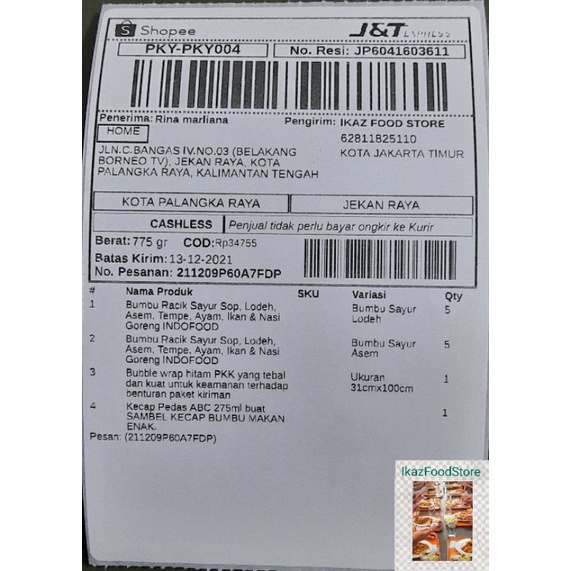 Shopee
J&T EXPRESS
PKY-PKY004
No. Resi: JP6041603611
Penerima: Rina marliana
Pengirim: IKAZ FOOD STORE
HOME
62811825110
JLN.C.BANGAS IV.NO.03 (BELAKANG
KOTA JAKARTA TIMUR
BORNEO TV), JEKAN RAYA, KOTA
PALANGKA RAYA, KALIMANTAN TENGAH
KOTA PALANGKA RAYA
JEKAN RAYA
CASHLESS
Penjual tidak perlu bayar ongkir ke Kurir
Berat: 775 gr COD:Rp34755
Batas Kirim: 13-12-2021
No. Pesanan: 211209P60A7FDP
# Nama Produk SKU Variasi Qty
1 Bumbu Racik Sayur Sop, Lodeh, Bumbu Sayur 5
Asem, Tempe, Ayam, Ikan & Nasi Lodeh
Goreng INDOFOOD
2 Bumbu Racik Sayur Sop, Lodeh, Bumbu Sayur 5
Asem, Tempe, Ayam, Ikan & Nasi Asem
Goreng INDOFOOD
3 Bubble wrap hitam PKK yang tebal Ukuran 1
dan kuat untuk keamanan terhadap 31cmx100cm
benturan paket kiriman
4 Kecap Pedas ABC 275ml buat 1
SAMBEL KECAP BUMBU MAKAN
ENAK.
Pesan: (211209P60A7FDP)
IkazFoodStore